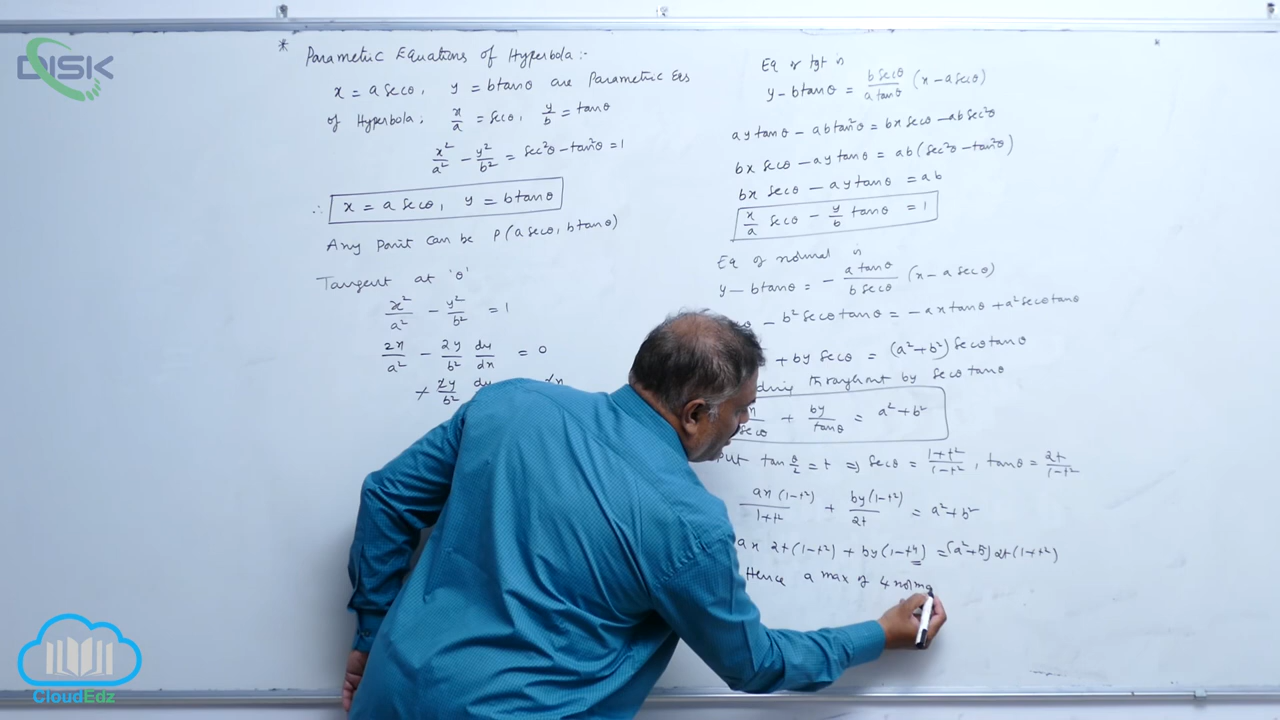 DISK
* Parametric Equations of Hyperbola :-
x = a secθ, y = b tanθ are Parametric Eqs
of Hyperbola; x/a = secθ, y/b = tanθ
x²/a² - y²/b² = sec²θ - tan²θ = 1
∴ x = a secθ, y = b tanθ
Any Point can be P(a secθ, b tanθ)
Tangent at 'θ'
x²/a² - y²/b² = 1
2x/a² - 2y/b² dy/dx = 0
Eq of tgt is
y - b tanθ = b secθ/a tanθ (x - a secθ)
ay tanθ - ab tan²θ = bx secθ - ab sec²θ
bx secθ - ay tanθ = ab (sec²θ - tan²θ)
bx secθ - ay tanθ = ab
x/a secθ - y/b tanθ = 1
Eq of normal is
y - b tanθ = - a tanθ/b secθ (x - a secθ)
- b² secθ tanθ = - ax tanθ + a² secθ tanθ
+ by secθ = (a²+b²) secθ tanθ
throughout by secθ tanθ
secθ + by/tanθ = a² + b²
Put tan θ/2 = t ⇒ secθ = 1+t²/1-t², tanθ = 2t/1-t²
ax(1-t²)/1+t² + by(1-t²)/2t = a²+b²
ax 2t(1-t²) + by(1-t⁴) = (a²+b²) 2t(1+t²)
Hence a max of 4 norma
CloudEdz